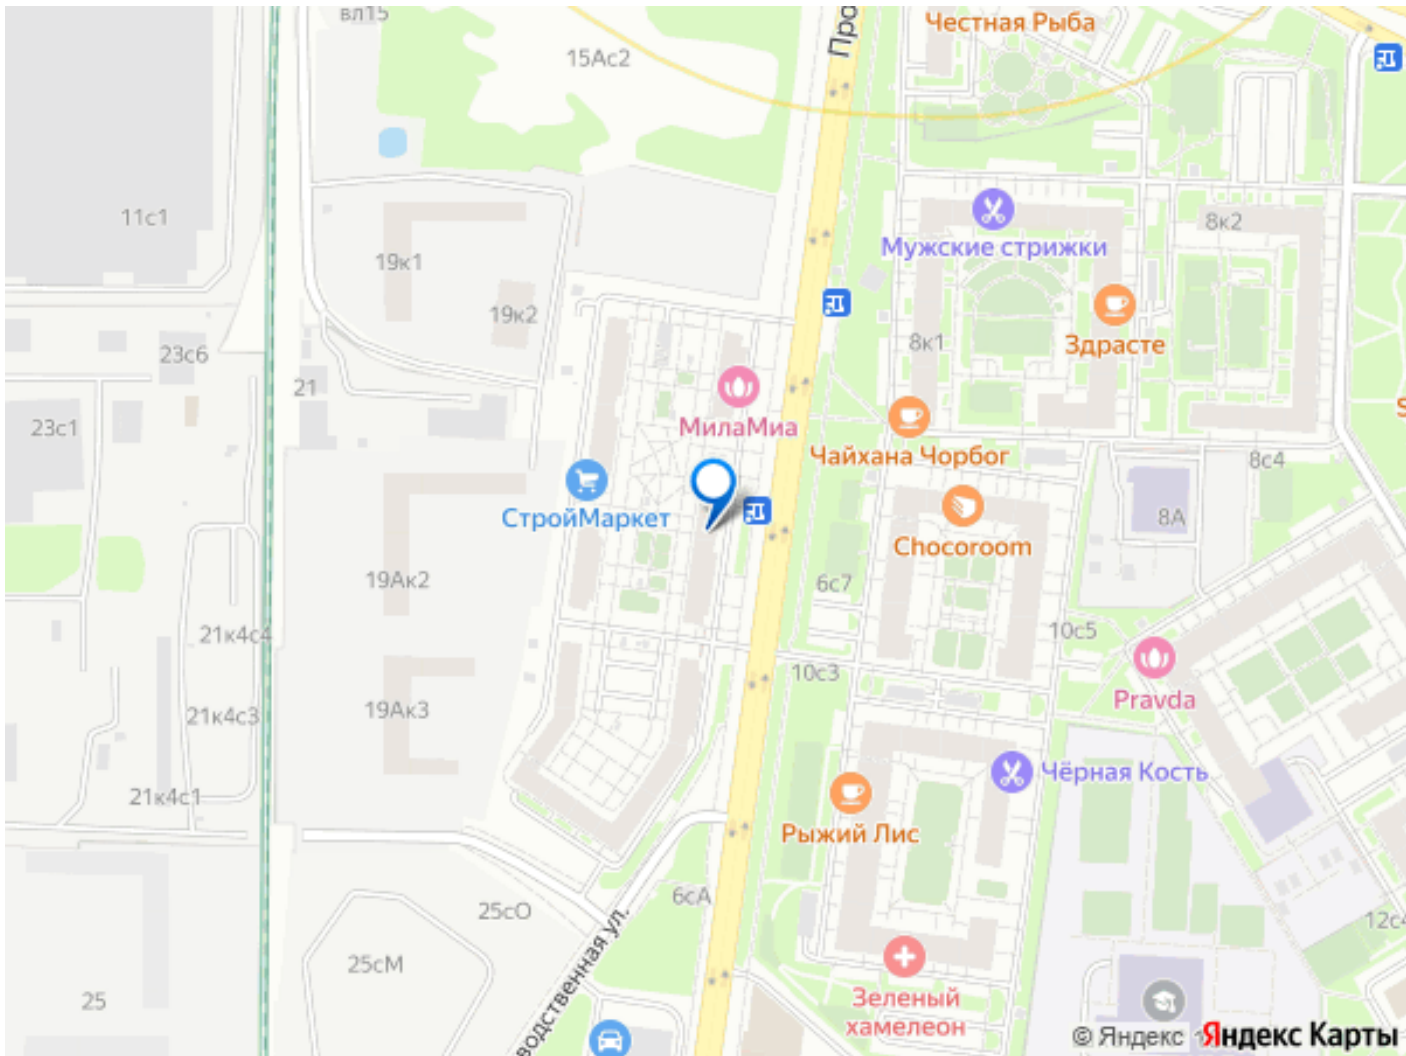 вл15
15Ас2
Про
Честная Рыба
11с1
19к1
19к2
Мужские стрижки
8к2
23с6
21
8к1
Здрасте
23с1
МилаМиа
Чайхана Чорбог
S
8с4
СтройМаркет
8А
Chocoroom
19Ак2
6с7
21к4с4
10с5
10с3
Pravda
19Ак3
21к4с3
Чёрная Кость
21к4с1
Рыжий Лис
6сА
25сО
12с4
водственная ул.
25сМ
25
Зеленый
хамелеон
© Яндекс
Яндекс Карты